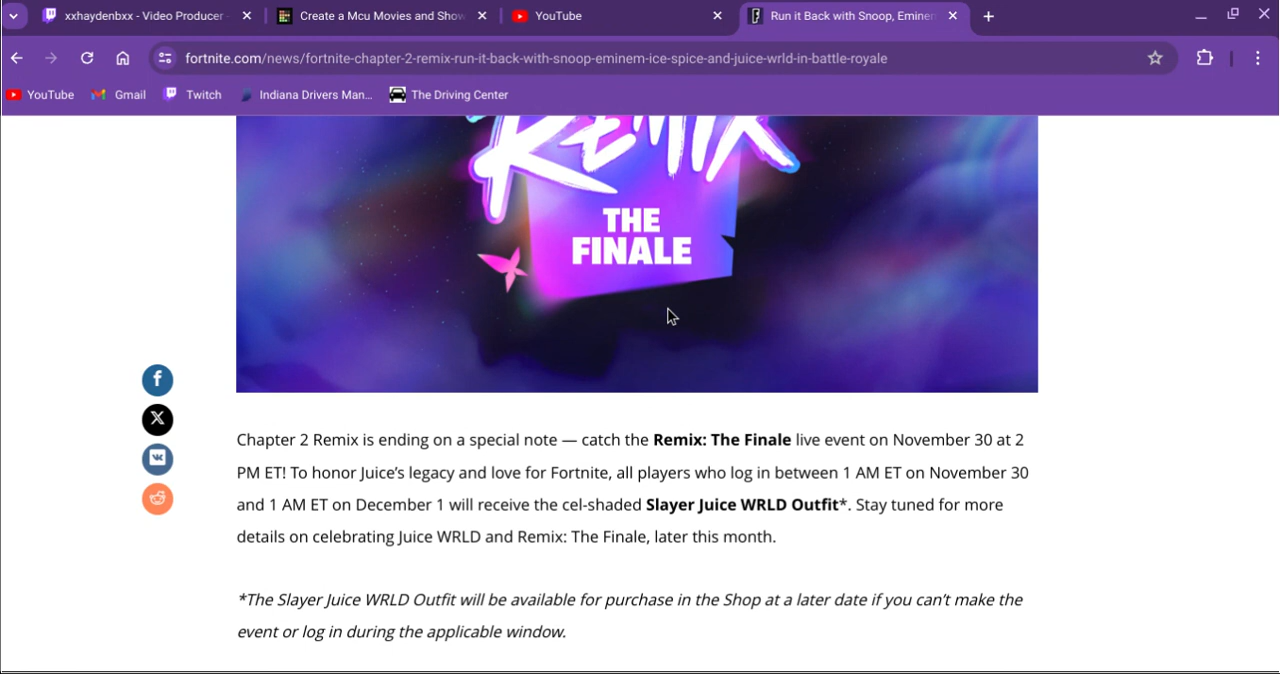 xxhaydenbxx - Video Producer
Create a Mcu Movies and Show
YouTube
Run it Back with Snoop, Eminem
fortnite.com/news/fortnite-chapter-2-remix-run-it-back-with-snoop-eminem-ice-spice-and-juice-wrld-in-battle-royale
YouTube Gmail Twitch Indiana Drivers Man... The Driving Center
REMIX
THE
FINALE
Chapter 2 Remix is ending on a special note — catch the Remix: The Finale live event on November 30 at 2
PM ET! To honor Juice’s legacy and love for Fortnite, all players who log in between 1 AM ET on November 30
and 1 AM ET on December 1 will receive the cel-shaded Slayer Juice WRLD Outfit*. Stay tuned for more
details on celebrating Juice WRLD and Remix: The Finale, later this month.
*The Slayer Juice WRLD Outfit will be available for purchase in the Shop at a later date if you can’t make the
event or log in during the applicable window.